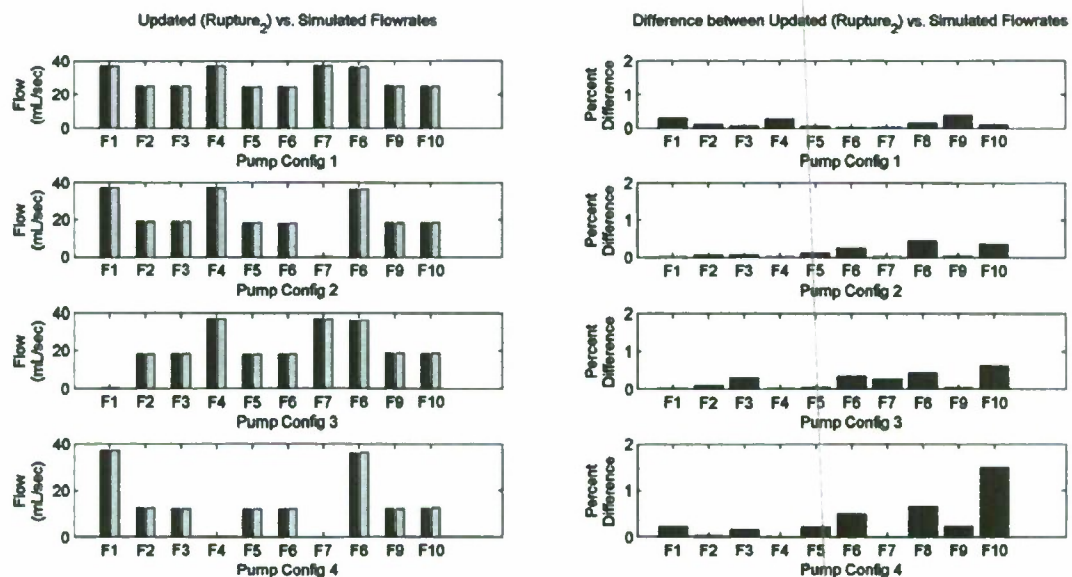 Updated (Rupture2) vs. Simulated Flowrates
40
20
0
Flow
(mL/sec)
F1 F2 F3 F4 F5 F6 F7 F8 F9 F10
Pump Config 1
40
20
0
Flow
(mL/sec)
F1 F2 F3 F4 F5 F6 F7 F8 F9 F10
Pump Config 2
40
20
0
Flow
(mL/sec)
F1 F2 F3 F4 F5 F6 F7 F8 F9 F10
Pump Config 3
40
20
0
Flow
(mL/sec)
F1 F2 F3 F4 F5 F6 F7 F8 F9 F10
Pump Config 4
Difference between Updated (Rupture2) vs. Simulated Flowrates
2
1
0
Percent
Difference
F1 F2 F3 F4 F5 F6 F7 F8 F9 F10
Pump Config 1
2
1
0
Percent
Difference
F1 F2 F3 F4 F5 F6 F7 F8 F9 F10
Pump Config 2
2
1
0
Percent
Difference
F1 F2 F3 F4 F5 F6 F7 F8 F9 F10
Pump Config 3
2
1
0
Percent
Difference
F1 F2 F3 F4 F5 F6 F7 F8 F9 F10
Pump Config 4